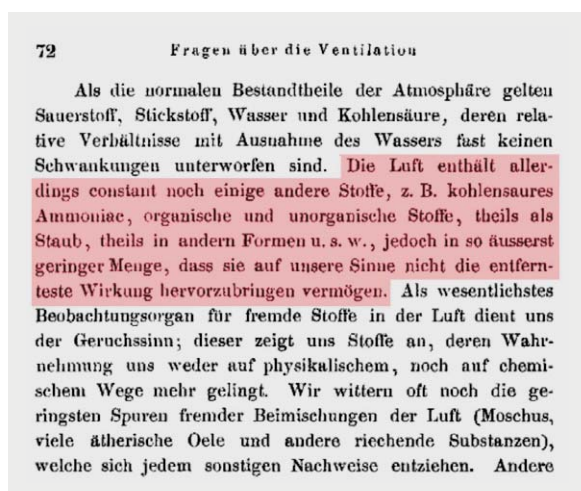 72 Fragen über die Ventilation
Als die normalen Bestandtheile der Atmosphäre gelten
Sauerstoff, Stickstoff, Wasser und Kohlensäure, deren rela-
tive Verhältnisse mit Ausnahme des Wassers fast keinen
Schwankungen unterworfen sind. Die Luft enthält aller-
dings constant noch einige andere Stoffe, z. B. kohlensaures
Ammoniac, organische und unorganische Stoffe, theils als
Staub, theils in andern Formen u. s. w., jedoch in so äusserst
geringer Menge, dass sie auf unsere Sinne nicht die entfern-
teste Wirkung hervorzubringen vermögen. Als wesentlichstes
Beobachtungsorgan für fremde Stoffe in der Luft dient uns
der Geruchssinn; dieser zeigt uns Stoffe an, deren Wahr-
nehmung uns weder auf physikalischem, noch auf chemi-
schem Wege mehr gelingt. Wir wittern oft noch die ge-
ringsten Spuren fremder Beimischungen der Luft (Moschus,
viele ätherische Oele und andere riechende Substanzen),
welche sich jedem sonstigen Nachweise entziehen. Andere